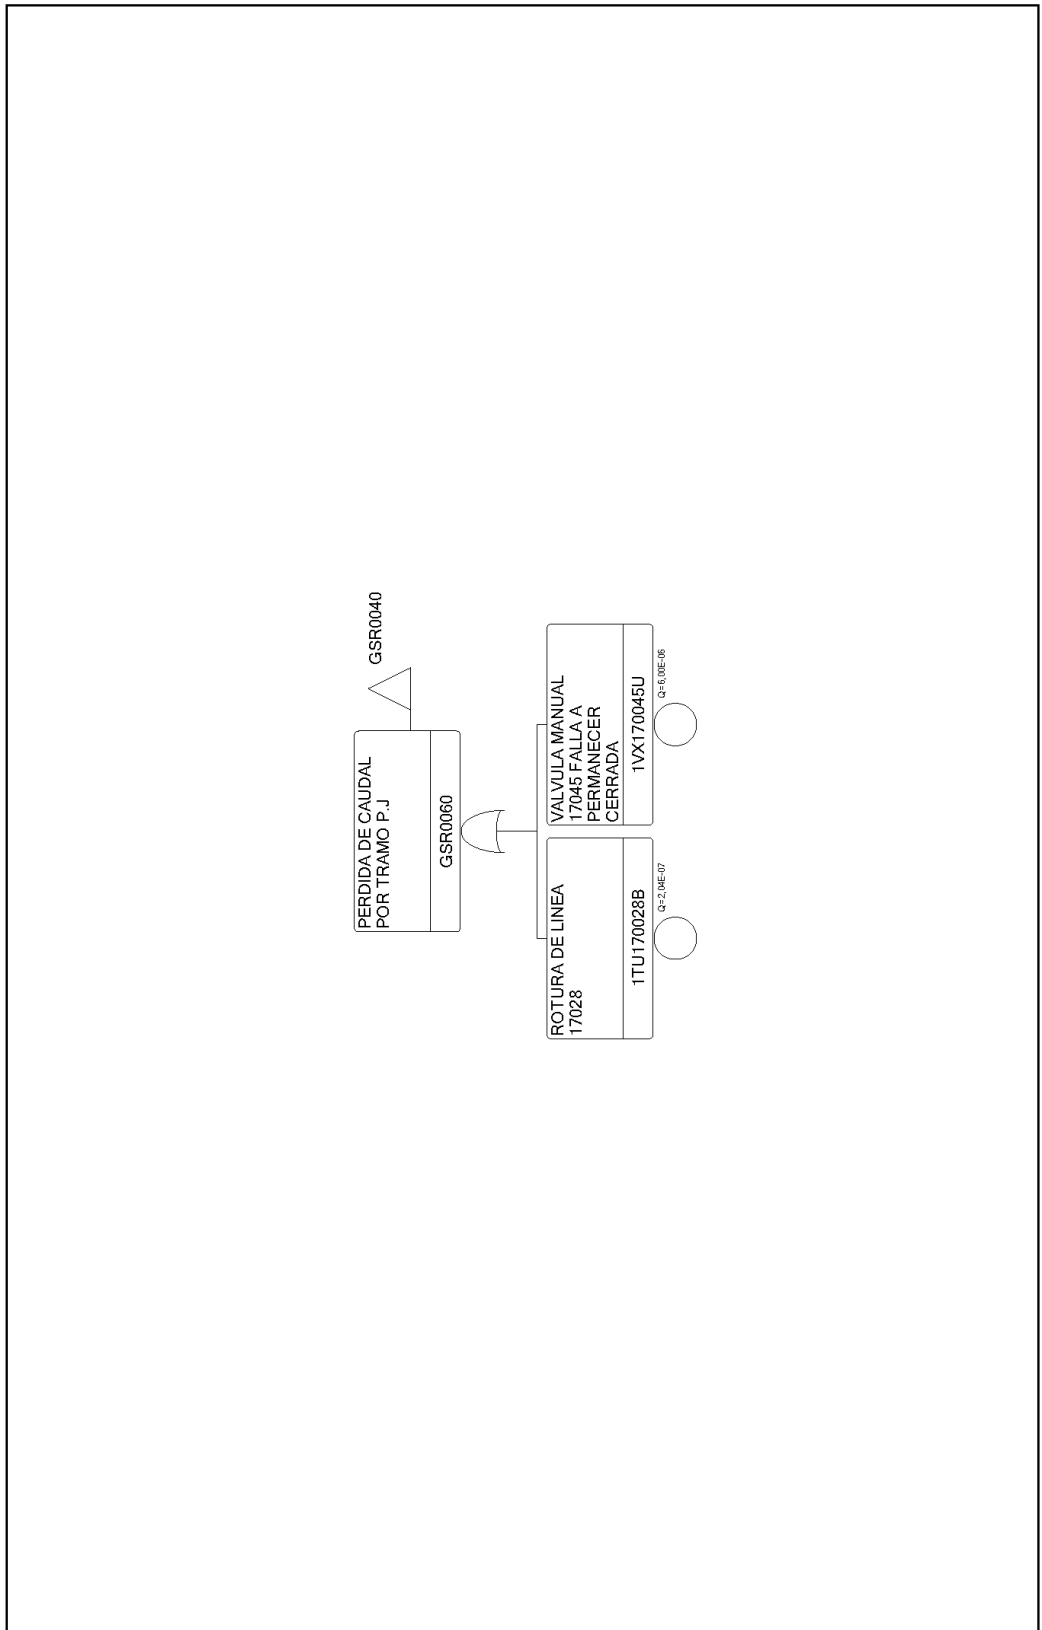 GSR0040
PERDIDA DE CAUDAL
POR TRAMO P.J
GSR0060
ROTURA DE LINEA
17028
1TU170028B
Q=2,04E-07
VALVULA MANUAL
17045 FALLA A
PERMANECER
CERRADA
1VX170045U
Q=6,00E-06